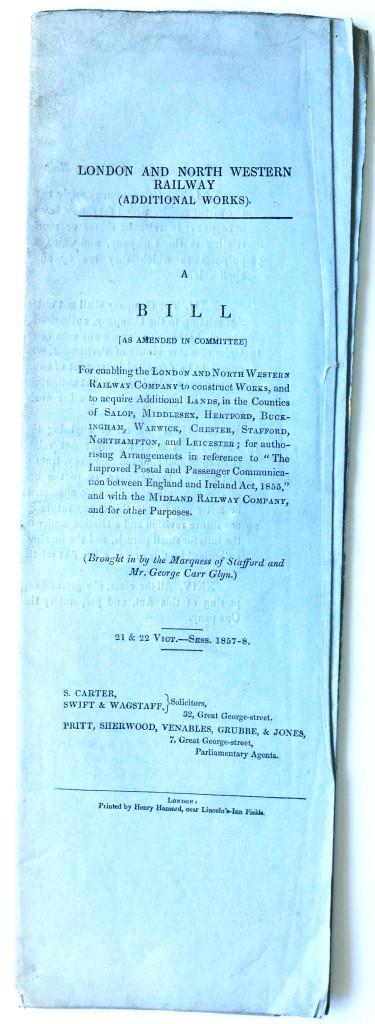 LONDON AND NORTH WESTERN
RAILWAY
(ADDITIONAL WORKS).
A
BILL
[AS AMENDED IN COMMITTEE]
For enabling the LONDON AND NORTH WESTERN
RAILWAY COMPANY to construct WORKS, and
to acquire Additional LANDS, in the Counties
of SALOP, MIDDLESEX, HERTFORD, BUCK-
INGHAM, WARWICK, CHESTER, STAFFORD,
NORTHAMPTON, and LEICESTER; for autho-
rising Arrangements in reference to "The
Improved Postal and Passenger Communica-
tion between England and Ireland Act, 1855,"
and with the MIDLAND RAILWAY COMPANY,
and for other Purposes.
(Brought in by the Marquess of Stafford and
Mr. George Carr Glyn.)
21 & 22 VICT.—SESS. 1857-8.
S. CARTER,
SWIFT & WAGSTAFF, } Solicitors,
32, Great George-street.
PRITT, SHERWOOD, VENABLES, GRUBBE, & JONES,
7, Great George-street,
Parliamentary Agents.
LONDON:
Printed by Henry Hansard, near Lincoln's-Inn Fields.